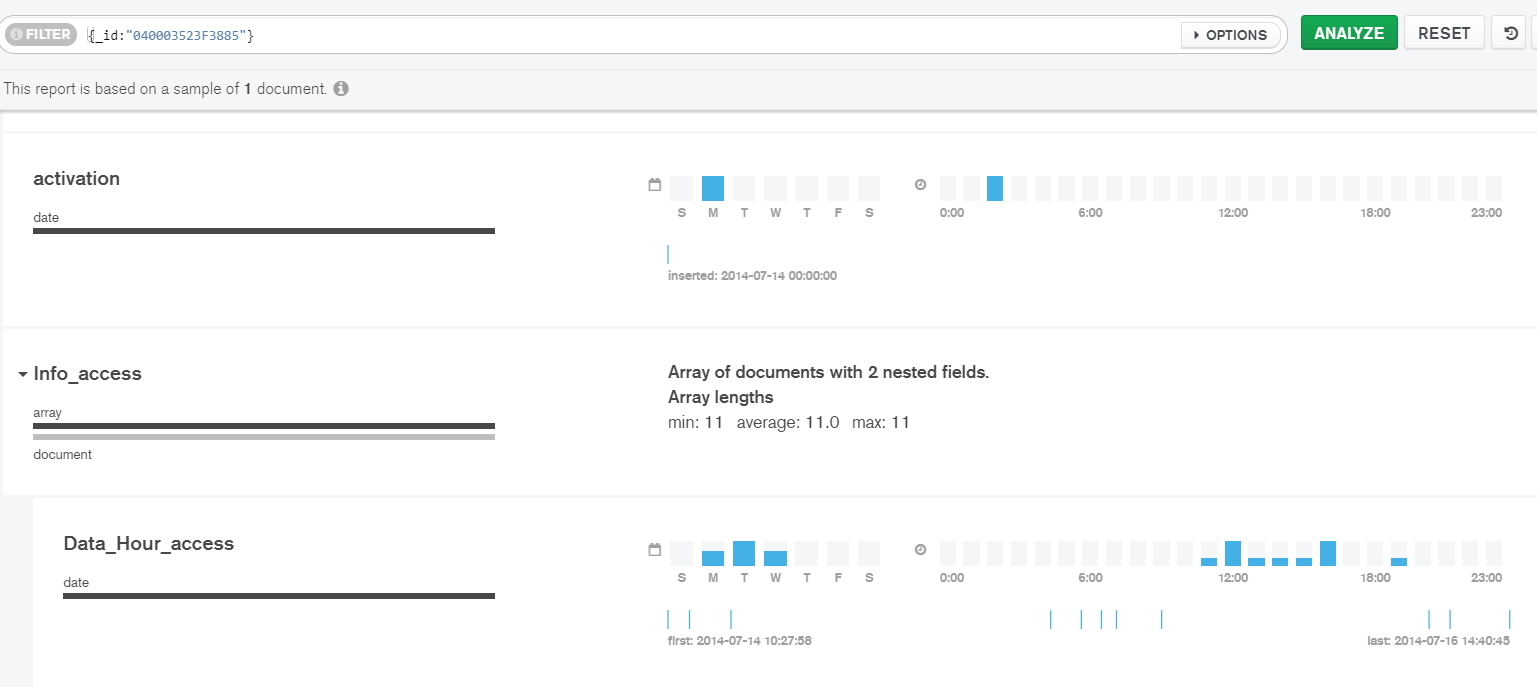 FILTER {_id:"040003523F3885"} OPTIONS ANALYZE RESET
This report is based on a sample of 1 document.
activation
date
S M T W T F S
0:00 6:00 12:00 18:00 23:00
inserted: 2014-07-14 00:00:00
Info_access
array
document
Array of documents with 2 nested fields.
Array lengths
min: 11 average: 11.0 max: 11
Data_Hour_access
date
S M T W T F S
0:00 6:00 12:00 18:00 23:00
first: 2014-07-14 10:27:58
last: 2014-07-16 14:40:45